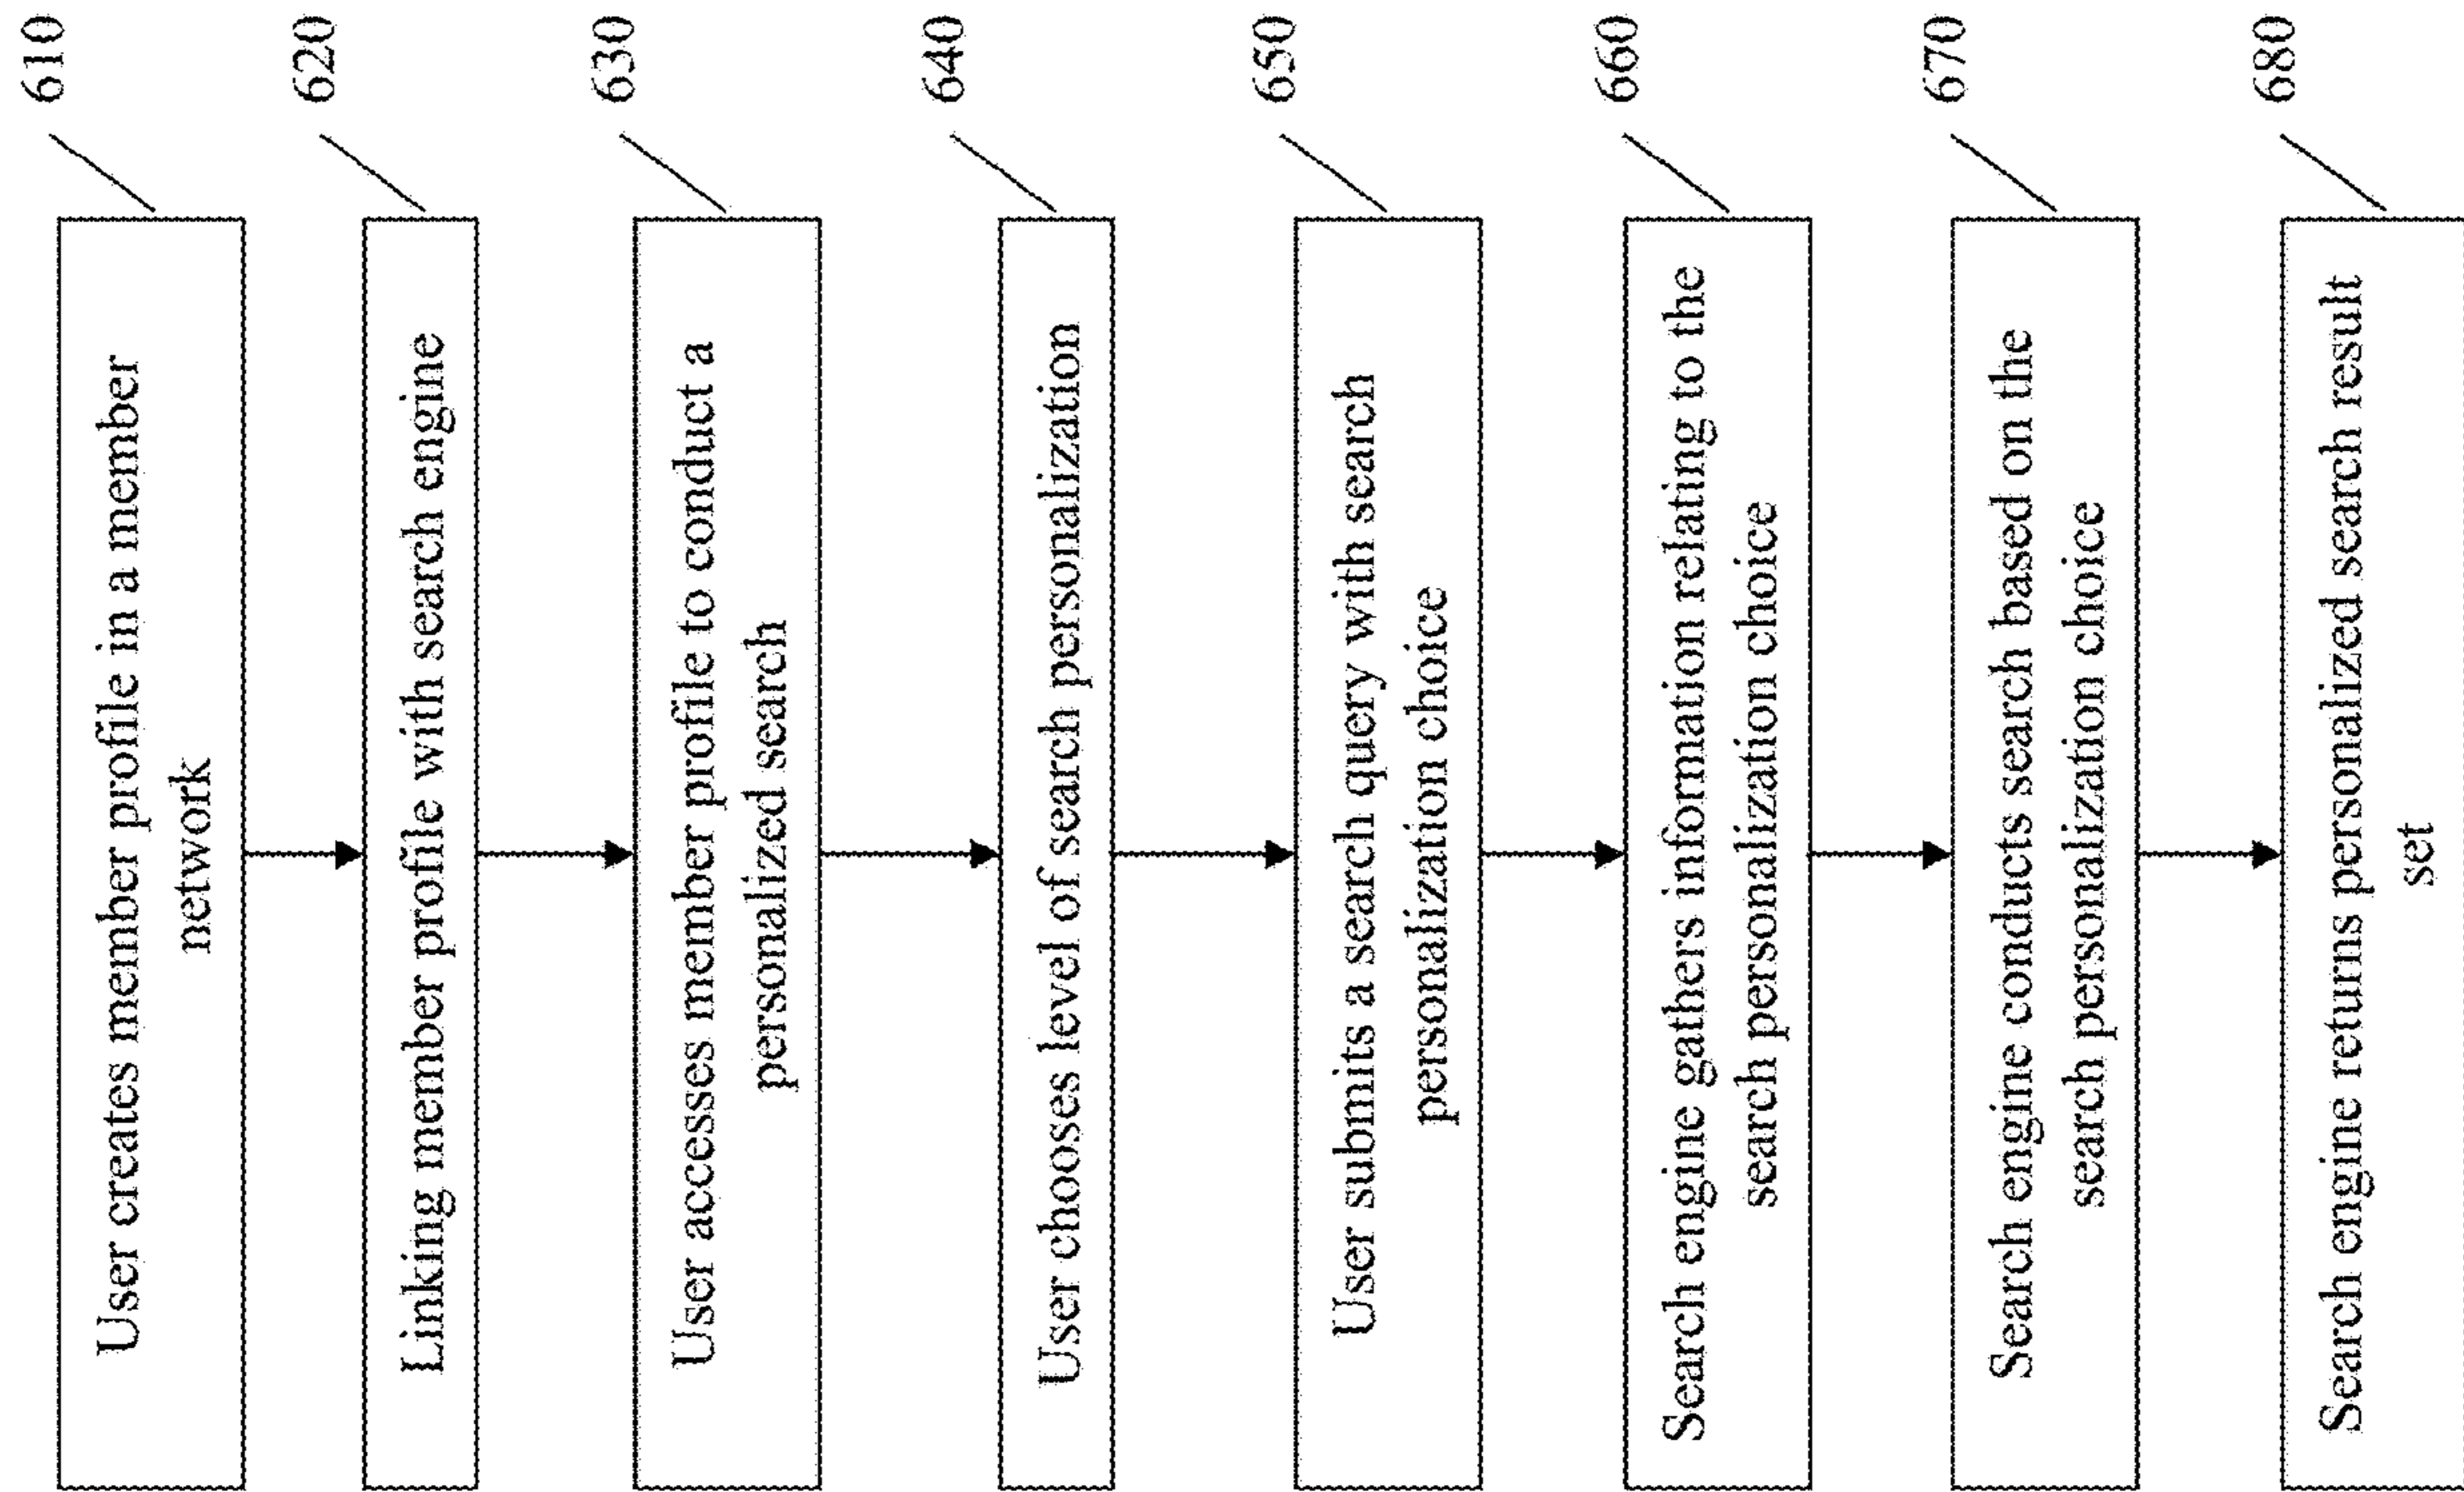 610
User creates member profile in a member
network
620
Linking member profile with search engine
630
User accesses member profile to conduct a
personalized search
640
User chooses level of search personalization
650
User submits a search query with search
personalization choice
660
Search engine gathers information relating to the
search personalization choice
670
Search engine conducts search based on the
search personalization choice
680
Search engine returns personalized search result
set